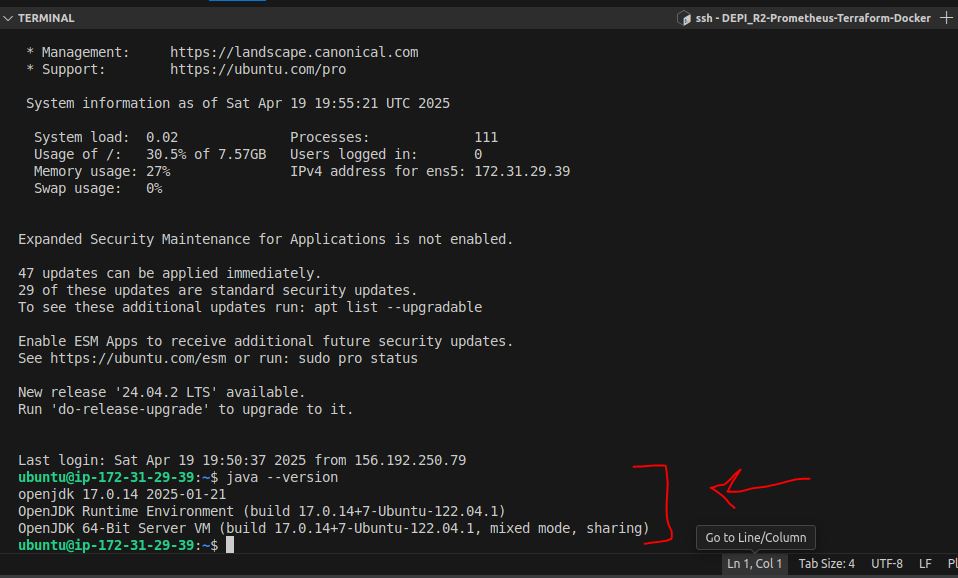 TERMINAL
ssh - DEPI_R2-Prometheus-Terraform-Docker
* Management: https://landscape.canonical.com
* Support: https://ubuntu.com/pro
System information as of Sat Apr 19 19:55:21 UTC 2025
System load: 0.02 Processes: 111
Usage of /: 30.5% of 7.57GB Users logged in: 0
Memory usage: 27% IPv4 address for ens5: 172.31.29.39
Swap usage: 0%
Expanded Security Maintenance for Applications is not enabled.
47 updates can be applied immediately.
29 of these updates are standard security updates.
To see these additional updates run: apt list --upgradable
Enable ESM Apps to receive additional future security updates.
See https://ubuntu.com/esm or run: sudo pro status
New release '24.04.2 LTS' available.
Run 'do-release-upgrade' to upgrade to it.
Last login: Sat Apr 19 19:50:37 2025 from 156.192.250.79
ubuntu@ip-172-31-29-39:~$ java --version
openjdk 17.0.14 2025-01-21
OpenJDK Runtime Environment (build 17.0.14+7-Ubuntu-122.04.1)
OpenJDK 64-Bit Server VM (build 17.0.14+7-Ubuntu-122.04.1, mixed mode, sharing)
ubuntu@ip-172-31-29-39:~$
Go to Line/Column
Ln 1, Col 1 Tab Size: 4 UTF-8 LF